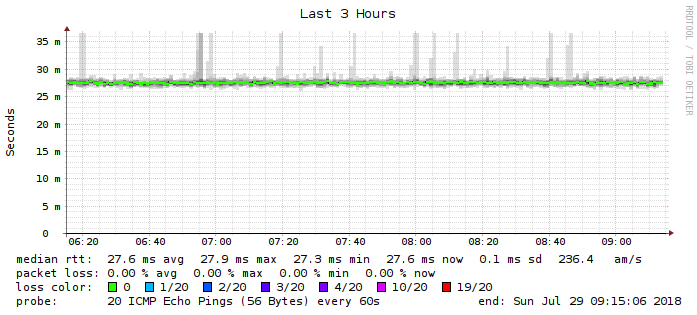 Last 3 Hours
RRDTOOL / TOBI OETIKER
Seconds
35 m
30 m
25 m
20 m
15 m
10 m
5 m
0
06:20 06:40 07:00 07:20 07:40 08:00 08:20 08:40 09:00
median rtt: 27.6 ms avg 27.9 ms max 27.3 ms min 27.6 ms now 0.1 ms sd 236.4 am/s
packet loss: 0.00 % avg 0.00 % max 0.00 % min 0.00 % now
loss color: 0 1/20 2/20 3/20 4/20 10/20 19/20
probe: 20 ICMP Echo Pings (56 Bytes) every 60s end: Sun Jul 29 09:15:06 2018